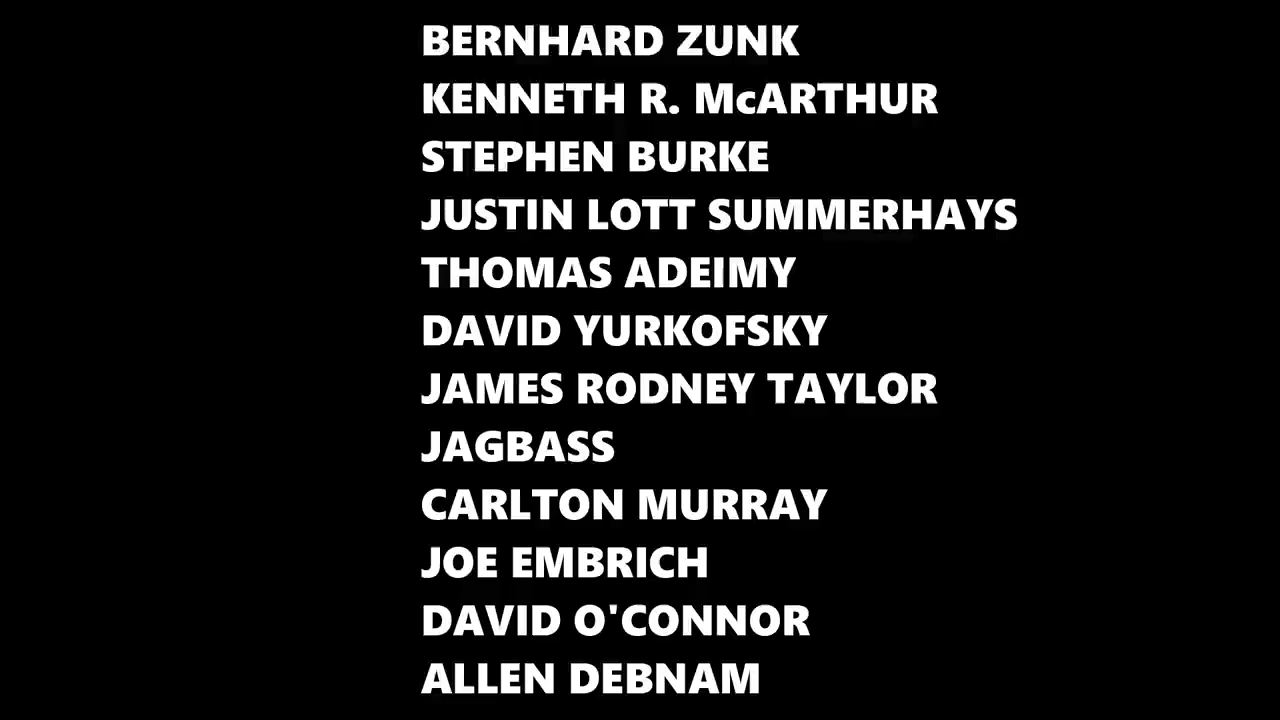 BERNHARD ZUNK
KENNETH R. McARTHUR
STEPHEN BURKE
JUSTIN LOTT SUMMERHAYS
THOMAS ADEIMY
DAVID YURKOFSKY
JAMES RODNEY TAYLOR
JAGBASS
CARLTON MURRAY
JOE EMBRICH
DAVID O'CONNOR
ALLEN DEBNAM